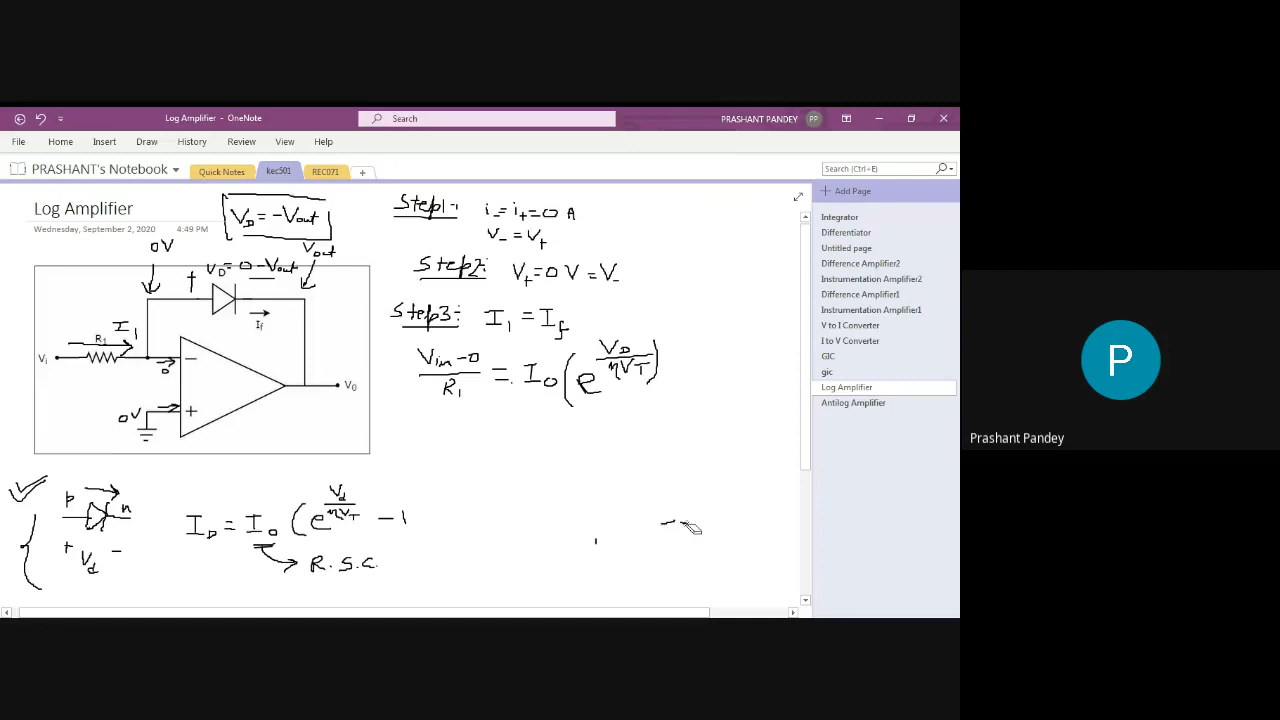 Log Amplifier - OneNote
Search
PRASHANT PANDEY
PP
File Home Insert Draw History Review View Help
PRASHANT's Notebook
Quick Notes
kec501
REC071
Search (Ctrl+E)
Add Page
Integrator
Differentiator
Untitled page
Difference Amplifier2
Instrumentation Amplifier2
Difference Amplifier1
Instrumentation Amplifier1
V to I Converter
I to V Converter
GIC
gic
Log Amplifier
Antilog Amplifier
Log Amplifier
Wednesday, September 2, 2020 4:49 PM
VD = -Vout
0V
Vout
VD = 0 - Vout
+
If
I1
R1
Vi
0
−
+
0V
V0
Step1:-
i- = i+ = 0 A
V- = V+
Step2:
V+ = 0 V = V-
Step3:
I1 = If
(Vin - 0)/R1 = I0 (e^(VD/ηVT))
P n
+ Vd −
ID = I0 (e^(Vd/ηVT) - 1
R.S.C.
P
Prashant Pandey